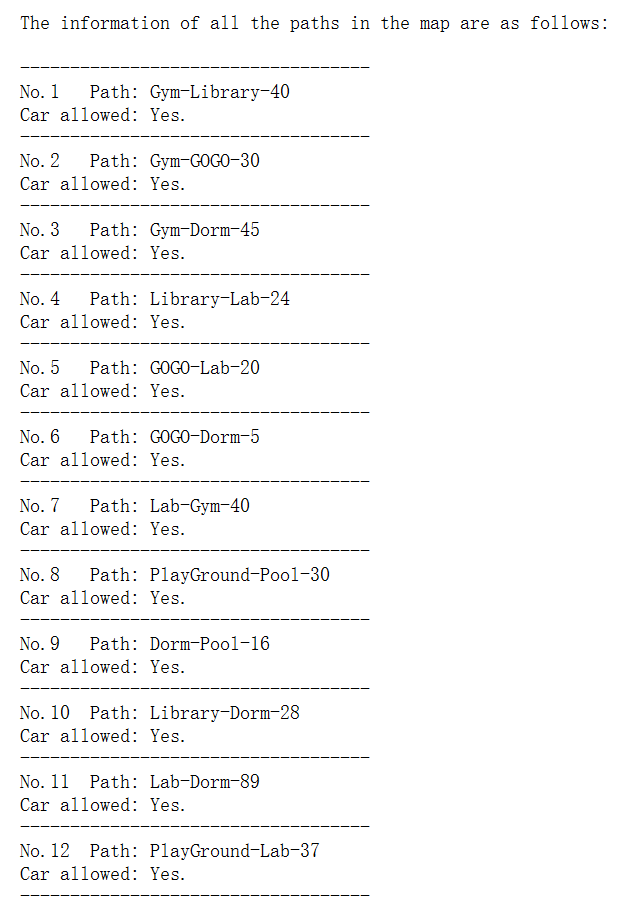 The information of all the paths in the map are as follows:
-----------------------------------
No.1   Path: Gym-Library-40
Car allowed: Yes.
-----------------------------------
No.2   Path: Gym-GOGO-30
Car allowed: Yes.
-----------------------------------
No.3   Path: Gym-Dorm-45
Car allowed: Yes.
-----------------------------------
No.4   Path: Library-Lab-24
Car allowed: Yes.
-----------------------------------
No.5   Path: GOGO-Lab-20
Car allowed: Yes.
-----------------------------------
No.6   Path: GOGO-Dorm-5
Car allowed: Yes.
-----------------------------------
No.7   Path: Lab-Gym-40
Car allowed: Yes.
-----------------------------------
No.8   Path: PlayGround-Pool-30
Car allowed: Yes.
-----------------------------------
No.9   Path: Dorm-Pool-16
Car allowed: Yes.
-----------------------------------
No.10  Path: Library-Dorm-28
Car allowed: Yes.
-----------------------------------
No.11  Path: Lab-Dorm-89
Car allowed: Yes.
-----------------------------------
No.12  Path: PlayGround-Lab-37
Car allowed: Yes.
-----------------------------------